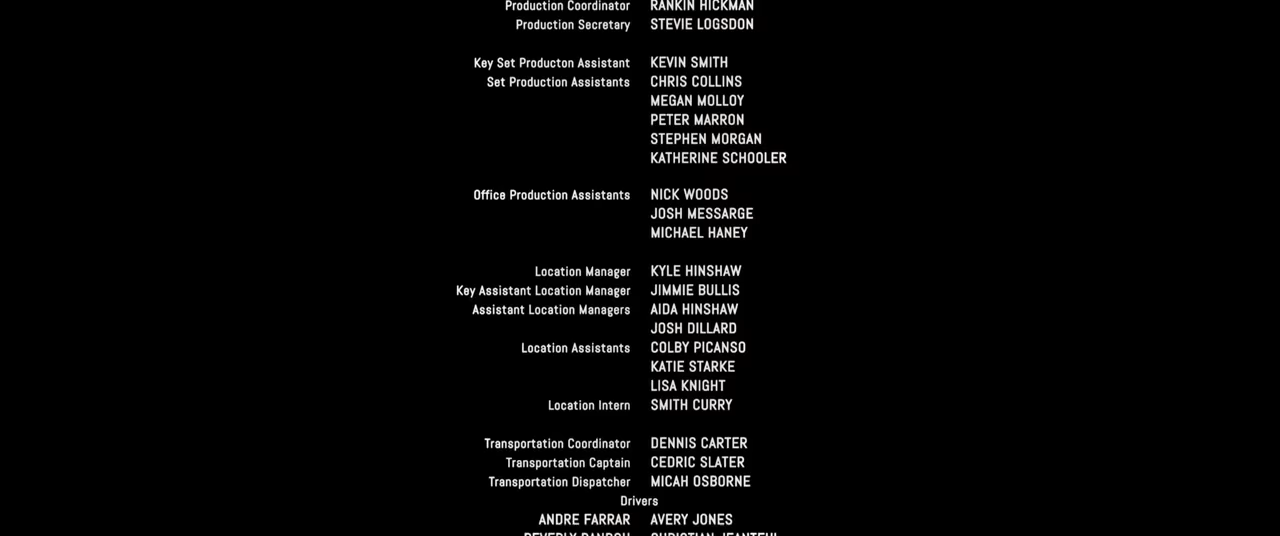 Production Coordinator RANKIN HICKMAN
Production Secretary STEVIE LOGSDON
Key Set Producton Assistant KEVIN SMITH
Set Production Assistants CHRIS COLLINS
MEGAN MOLLOY
PETER MARRON
STEPHEN MORGAN
KATHERINE SCHOOLER
Office Production Assistants NICK WOODS
JOSH MESSARGE
MICHAEL HANEY
Location Manager KYLE HINSHAW
Key Assistant Location Manager JIMMIE BULLIS
Assistant Location Managers AIDA HINSHAW
JOSH DILLARD
Location Assistants COLBY PICANSO
KATIE STARKE
LISA KNIGHT
Location Intern SMITH CURRY
Transportation Coordinator DENNIS CARTER
Transportation Captain CEDRIC SLATER
Transportation Dispatcher MICAH OSBORNE
Drivers
ANDRE FARRAR AVERY JONES